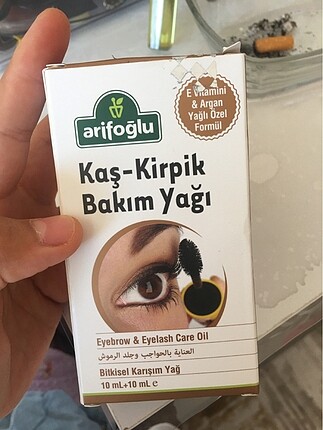 arifoğlu
E Vitamini
& Argan
Yağlı Özel
Formül
Kaş-Kirpik
Bakım Yağı
Eyebrow & Eyelash Care Oil
العناية بالحواجب وجلد الرموش
Bitkisel Karışım Yağ
10 mL+10 mL e